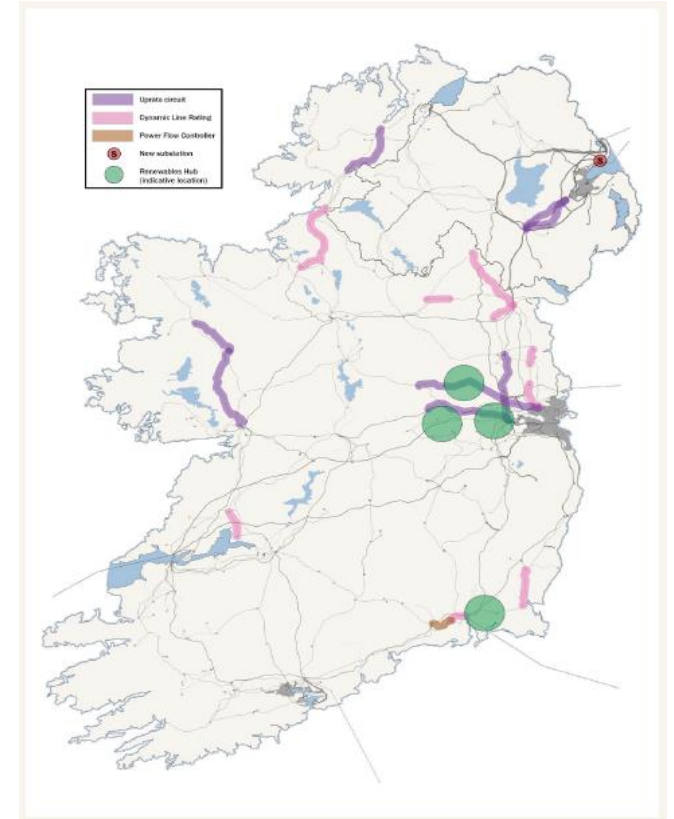 Uprate circuit
Dynamic Line Rating
Power Flow Controller
S
New substation
Renewables Hub
(indicative location)
S